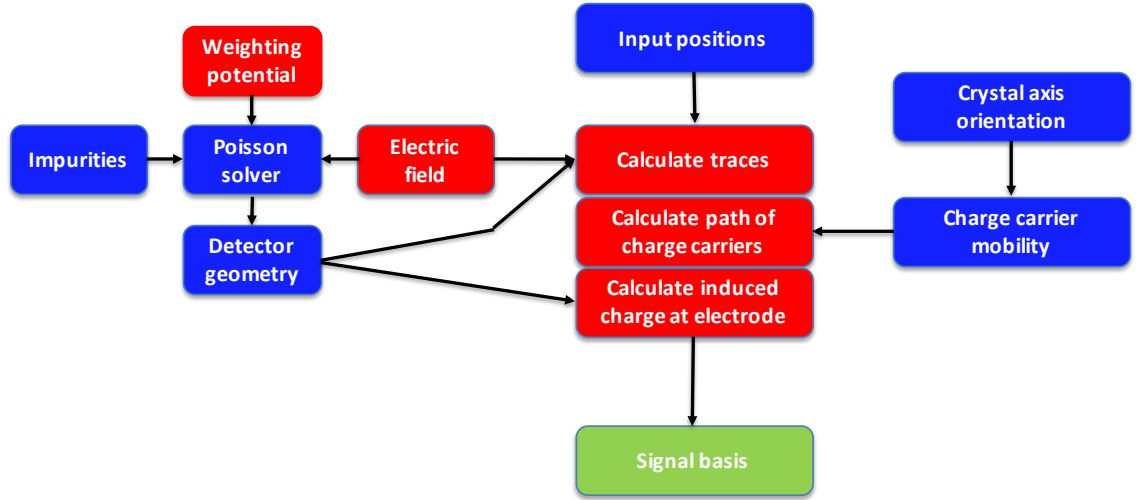 Weighting
potential
Input positions
Crystal axis
orientation
Impurities
Poisson
solver
Electric
field
Calculate traces
Detector
geometry
Calculate path of
charge carriers
Charge carrier
mobility
Calculate induced
charge at electrode
Signal basis